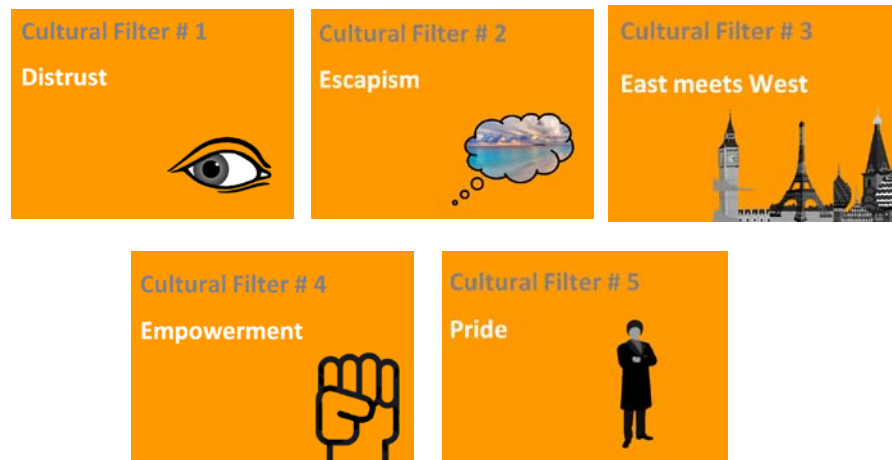 Cultural Filter # 1
Distrust
Cultural Filter # 2
Escapism
Cultural Filter # 3
East meets West
Cultural Filter # 4
Empowerment
Cultural Filter # 5
Pride